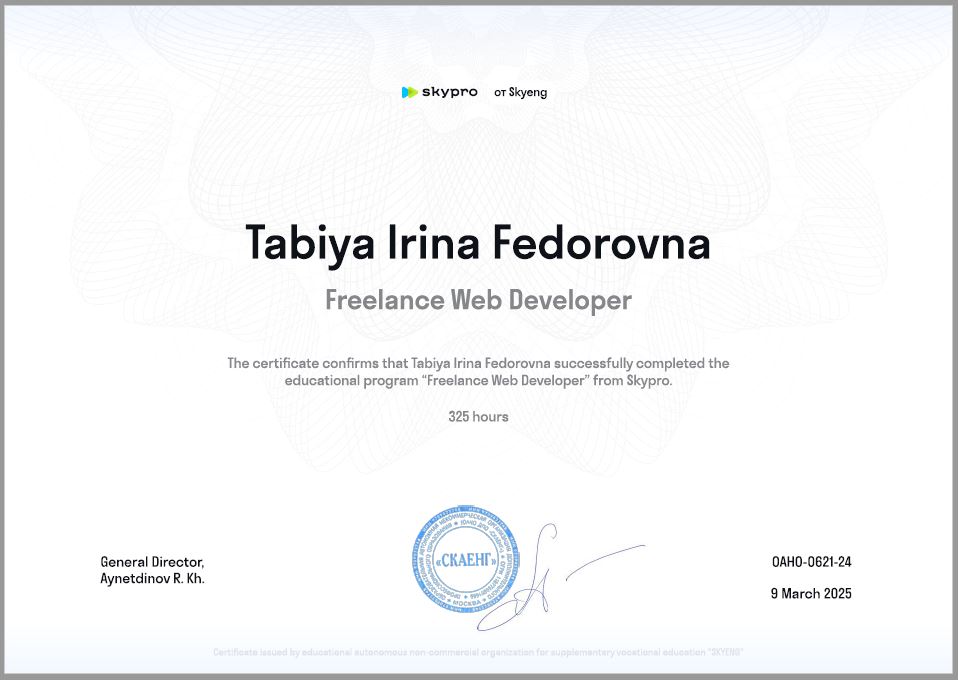 skypro от Skyeng
Tabiya Irina Fedorovna
Freelance Web Developer
The certificate confirms that Tabiya Irina Fedorovna successfully completed the
educational program “Freelance Web Developer” from Skypro.
325 hours
«СКАЕНГ»
МОСКВА
General Director,
Aynetdinov R. Kh.
OAHO-0621-24
9 March 2025
Certificate issued by educational autonomous non-commercial organization for supplementary vocational education "SKYENG"